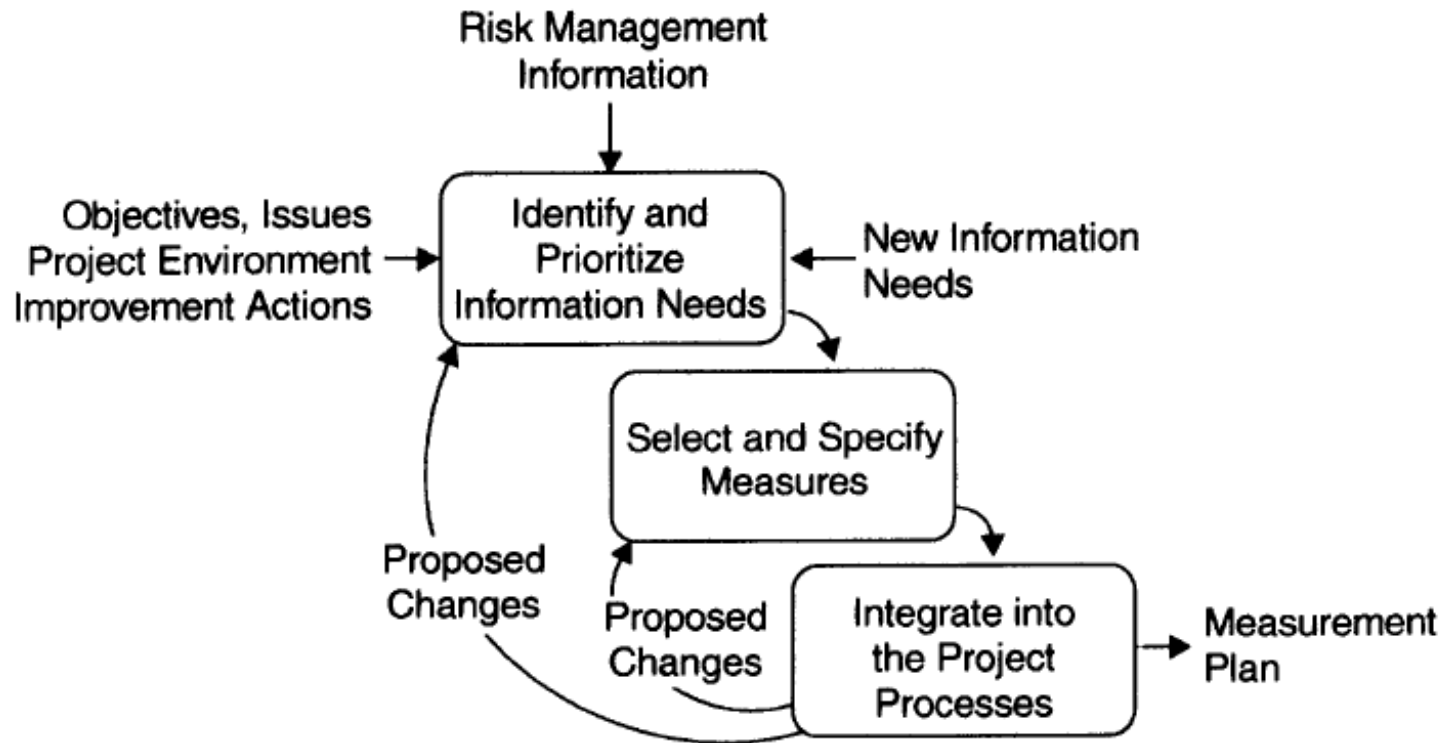 Risk Management
Information
Objectives, Issues
Project Environment
Improvement Actions
Identify and
Prioritize
Information Needs
New Information
Needs
Select and Specify
Measures
Proposed
Changes
Proposed
Changes
Integrate into
the Project
Processes
Measurement
Plan